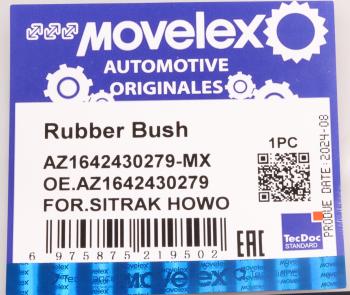 movelex
AUTOMOTIVE
ORIGINALES
Rubber Bush
AZ1642430279-MX
OE.AZ1642430279
FOR.SITRAK HOWO
1PC
PRODUE DATE:2024-08
6 975875 219502
EAC
TecDoc
STANDARD
movelex